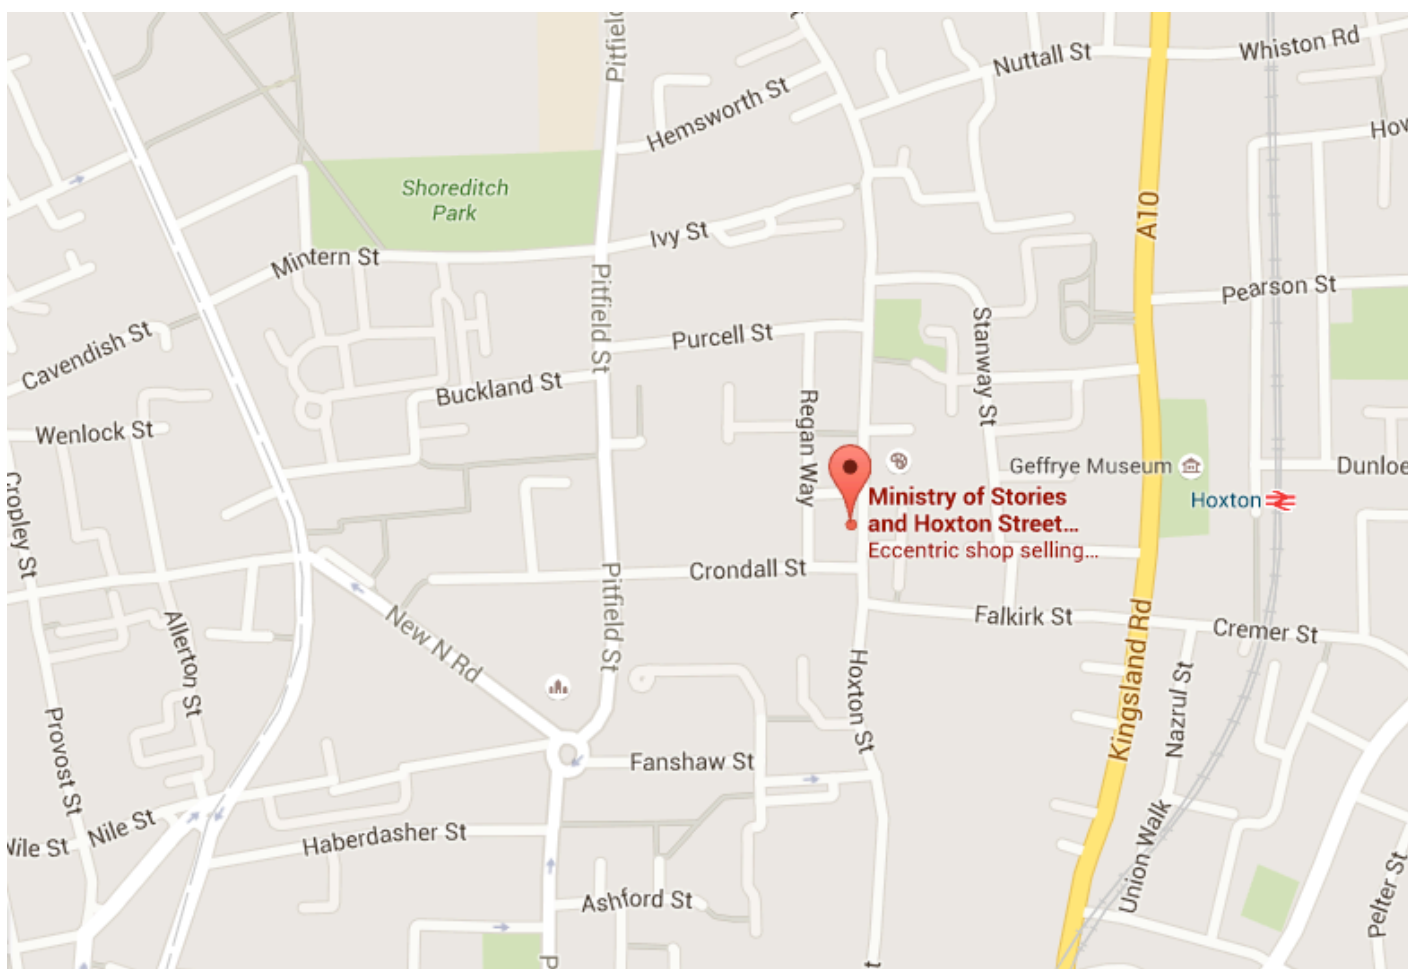 Pitfiel
Nuttall St
Whiston Rd
Hemsworth St
How
Shoreditch
Park
A10
Ivy St
Mintern St
Pitfield St
Pearson St
Purcell St
Stanway St
Cavendish St
Buckland St
Regan Way
Wenlock St
Geffrye Museum
Dunloe
Cropley St
Hoxton
Ministry of Stories
and Hoxton Street...
Eccentric shop selling...
Crondall St
Pitfield St
Allerton St
New N Rd
Falkirk St
Cremer St
Kingsland Rd
Hoxton St
Nazrul St
Provost St
Fanshaw St
Nile St
Nile St
Haberdasher St
Union Walk
Ashford St
Pelter St
P
t